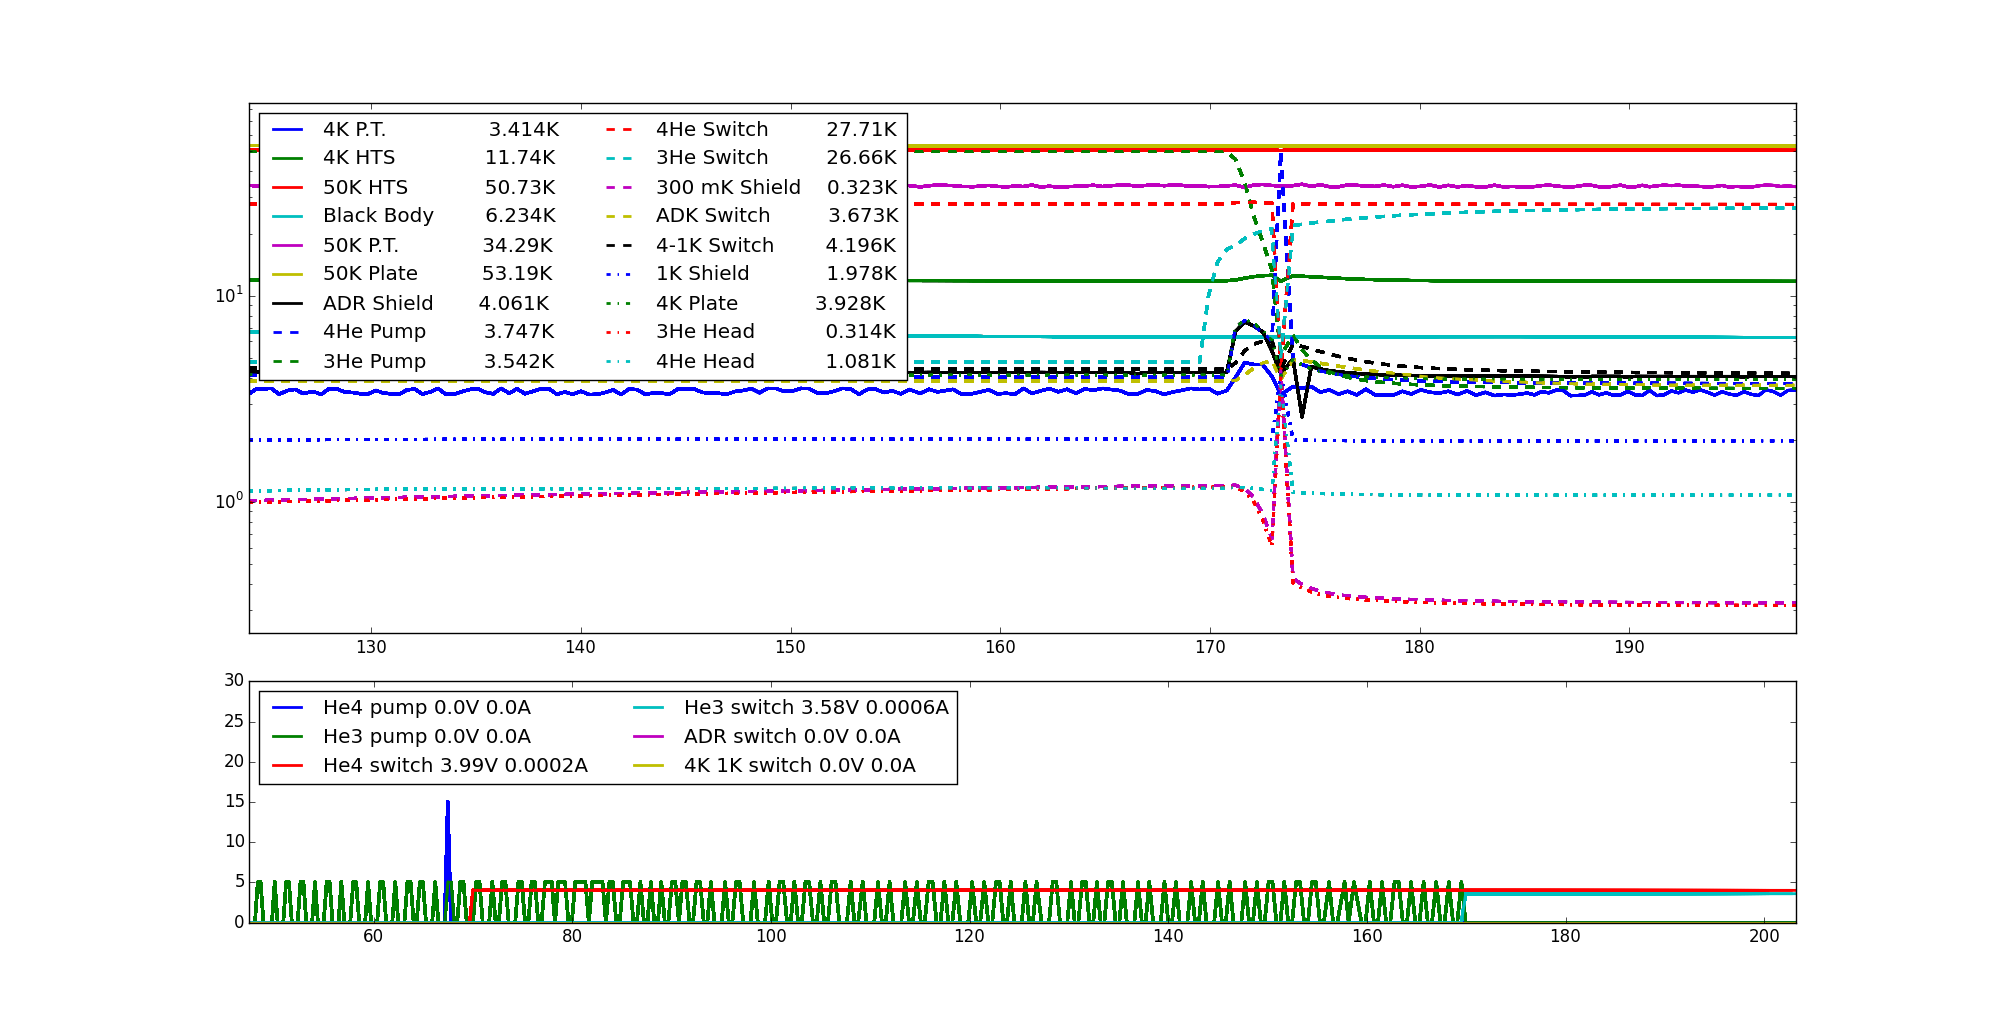 4K P.T. 3.414K
4K HTS 11.74K
50K HTS 50.73K
Black Body 6.234K
50K P.T. 34.29K
50K Plate 53.19K
ADR Shield 4.061K
4He Pump 3.747K
3He Pump 3.542K
4He Switch 27.71K
3He Switch 26.66K
300 mK Shield 0.323K
ADK Switch 3.673K
4-1K Switch 4.196K
1K Shield 1.978K
4K Plate 3.928K
3He Head 0.314K
4He Head 1.081K
10¹
10⁰
130 140 150 160 170 180 190
30
25
20
15
10
5
0
He4 pump 0.0V 0.0A
He3 pump 0.0V 0.0A
He4 switch 3.99V 0.0002A
He3 switch 3.58V 0.0006A
ADR switch 0.0V 0.0A
4K 1K switch 0.0V 0.0A
60 80 100 120 140 160 180 200